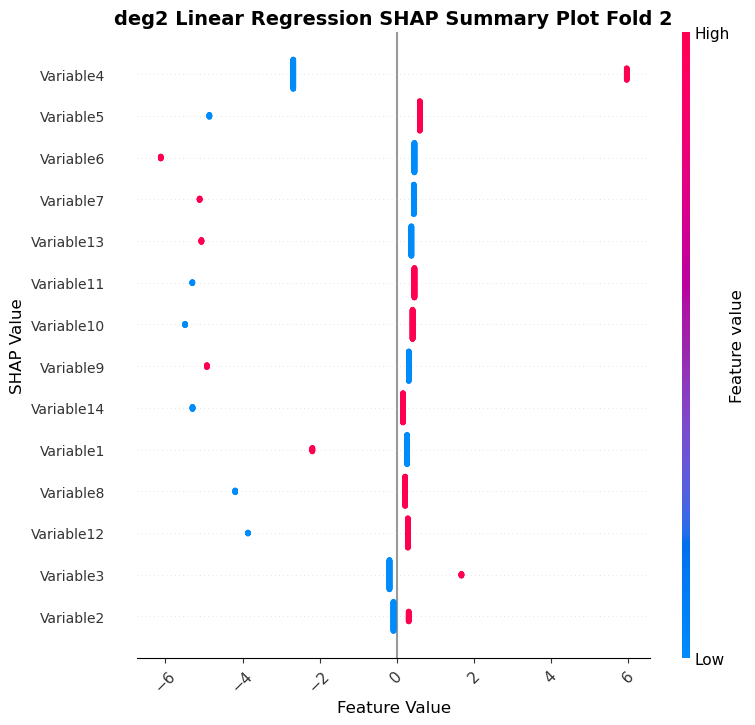 deg2 Linear Regression SHAP Summary Plot Fold 2
High
Variable4
Variable5
Variable6
Variable7
Variable13
Variable11
Variable10
Variable9
Variable14
Variable1
Variable8
Variable12
Variable3
Variable2
SHAP Value
Feature value
Low
−6
−4
−2
0
2
4
6
Feature Value